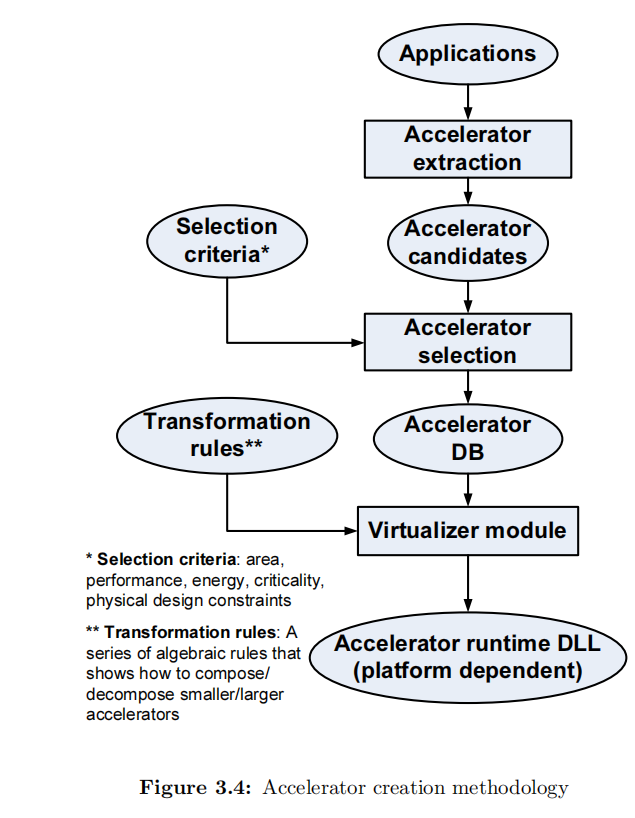 Applications
Accelerator
extraction
Selection
criteria*
Accelerator
candidates
Accelerator
selection
Transformation
rules**
Accelerator
DB
Virtualizer module
* Selection criteria: area,
performance, energy, criticality,
physical design constraints
** Transformation rules: A
series of algebraic rules that
shows how to compose/
decompose smaller/larger
accelerators
Accelerator runtime DLL
(platform dependent)
Figure 3.4: Accelerator creation methodology